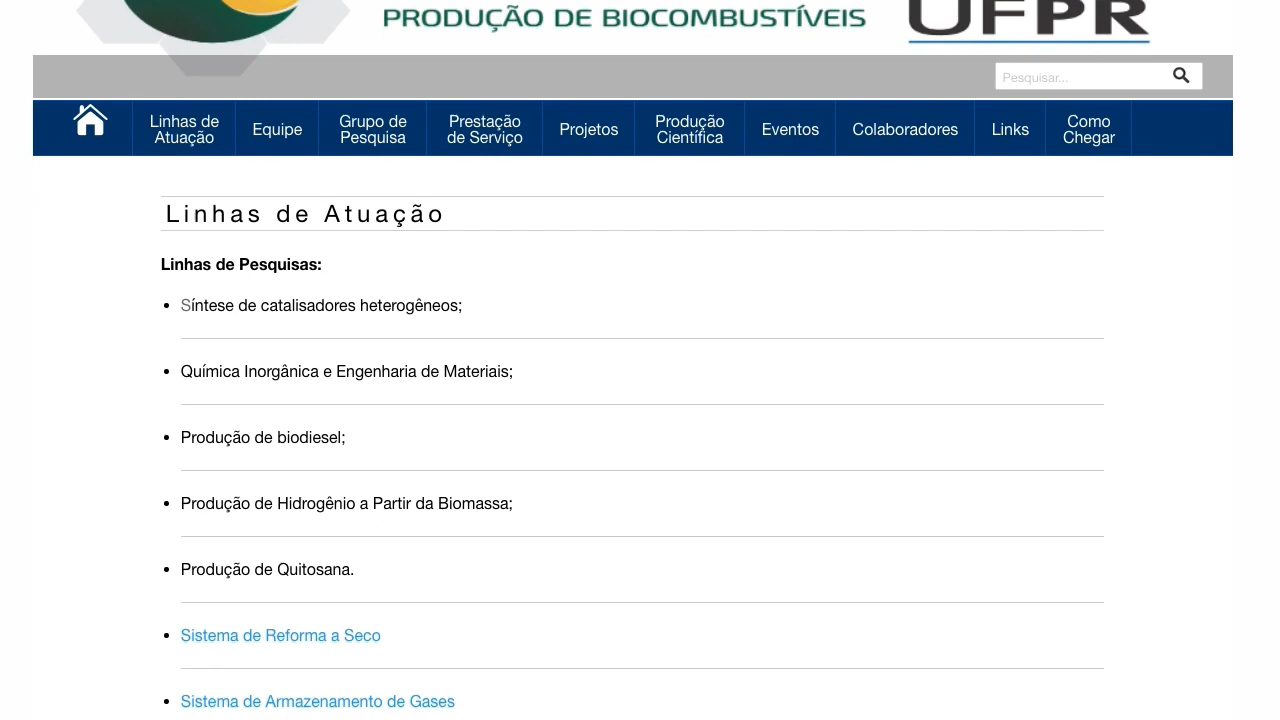 PRODUÇÃO DE BIOCOMBUSTÍVEIS
UFPR
Pesquisar...
Linhas de Atuação
Equipe
Grupo de Pesquisa
Prestação de Serviço
Projetos
Produção Científica
Eventos
Colaboradores
Links
Como Chegar
Linhas de Atuação
Linhas de Pesquisas:
Síntese de catalisadores heterogêneos;
Química Inorgânica e Engenharia de Materiais;
Produção de biodiesel;
Produção de Hidrogênio a Partir da Biomassa;
Produção de Quitosana.
Sistema de Reforma a Seco
Sistema de Armazenamento de Gases